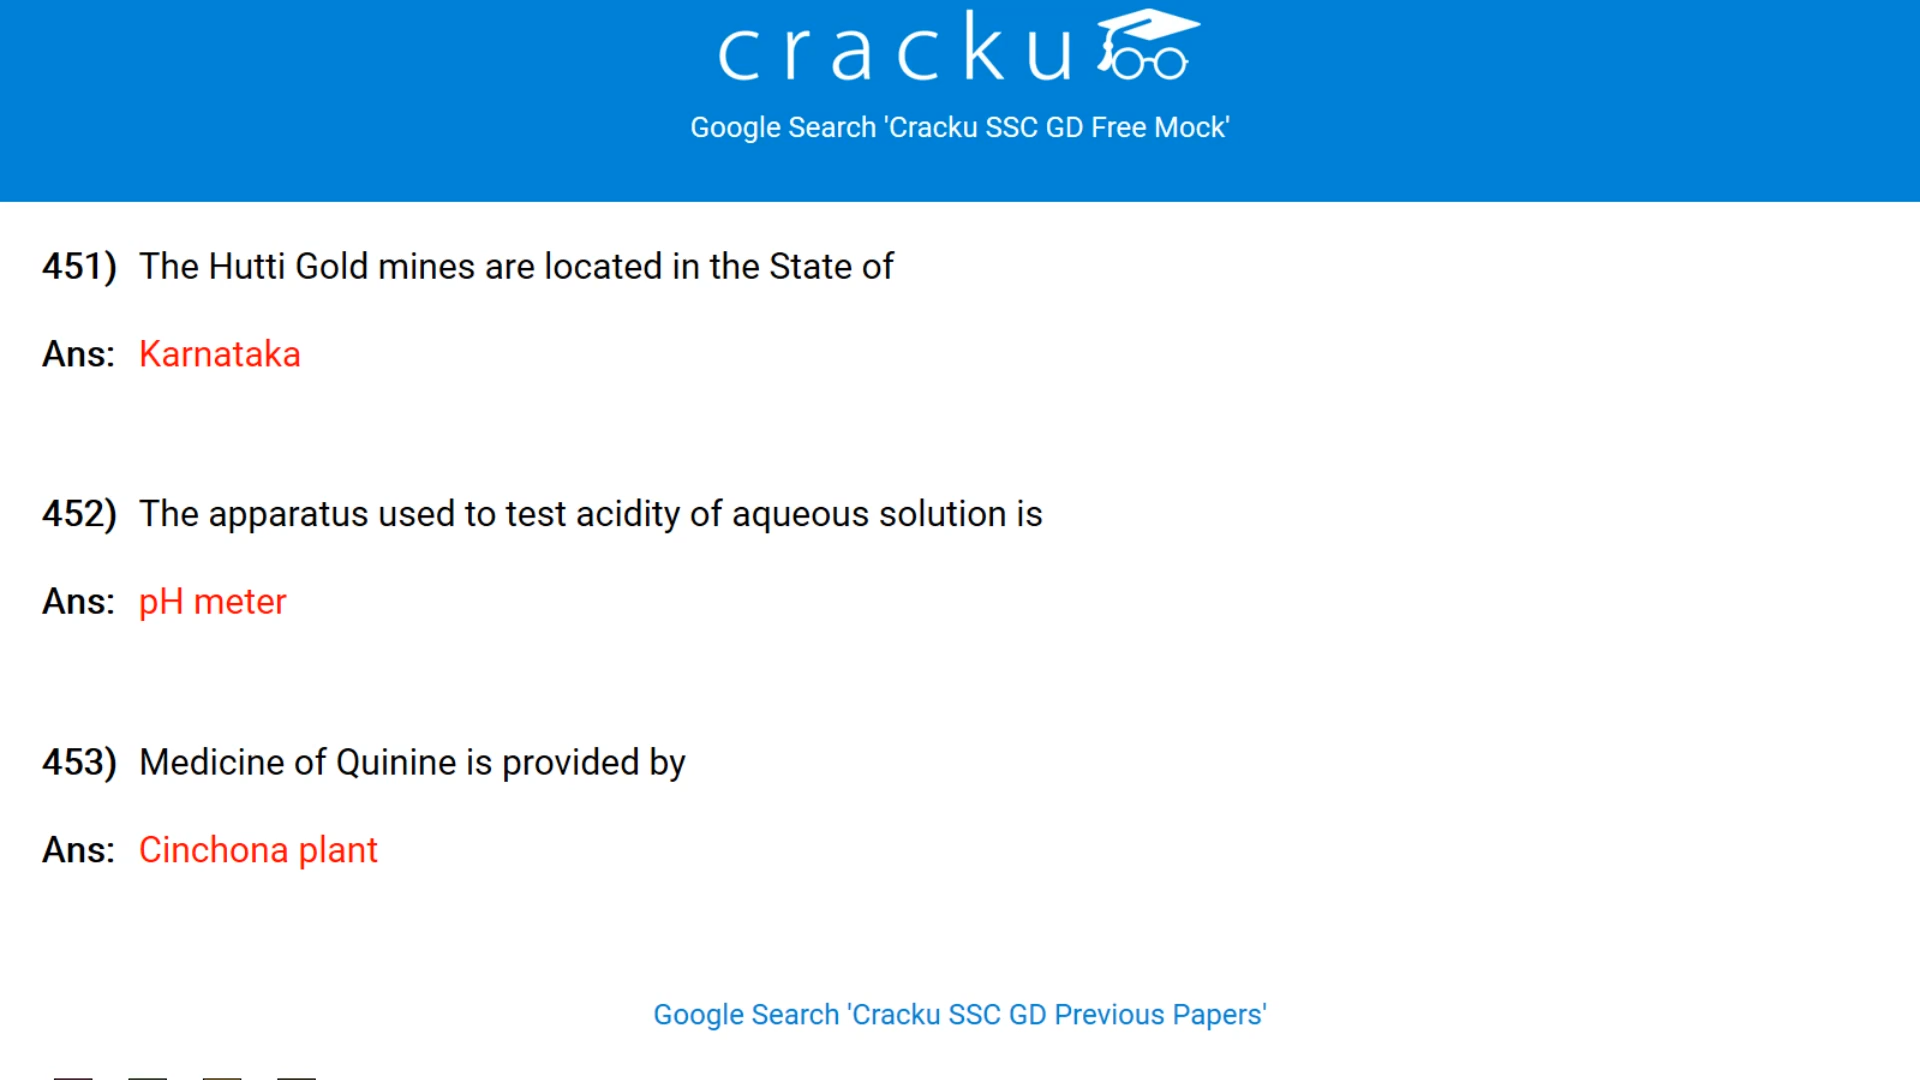 cracku
Google Search 'Cracku SSC GD Free Mock'
451) The Hutti Gold mines are located in the State of
Ans: Karnataka
452) The apparatus used to test acidity of aqueous solution is
Ans: pH meter
453) Medicine of Quinine is provided by
Ans: Cinchona plant
Google Search 'Cracku SSC GD Previous Papers'